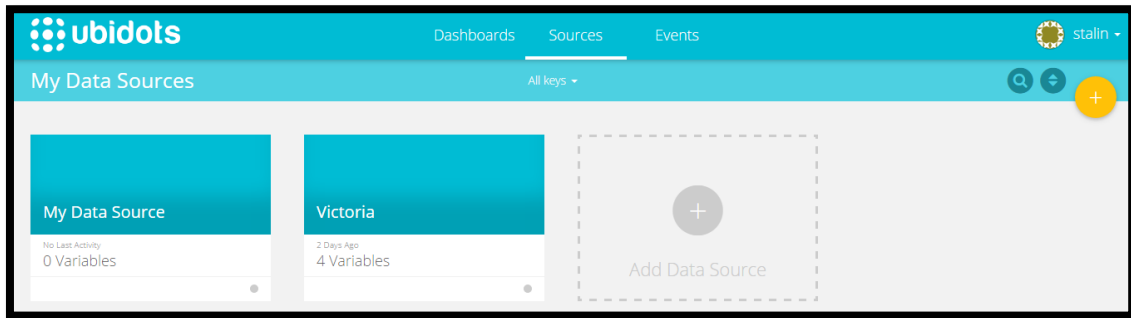 ubidots
Dashboards Sources Events
stalin
My Data Sources
All keys
+
My Data Source
No Last Activity
0 Variables
Victoria
2 Days Ago
4 Variables
+
Add Data Source